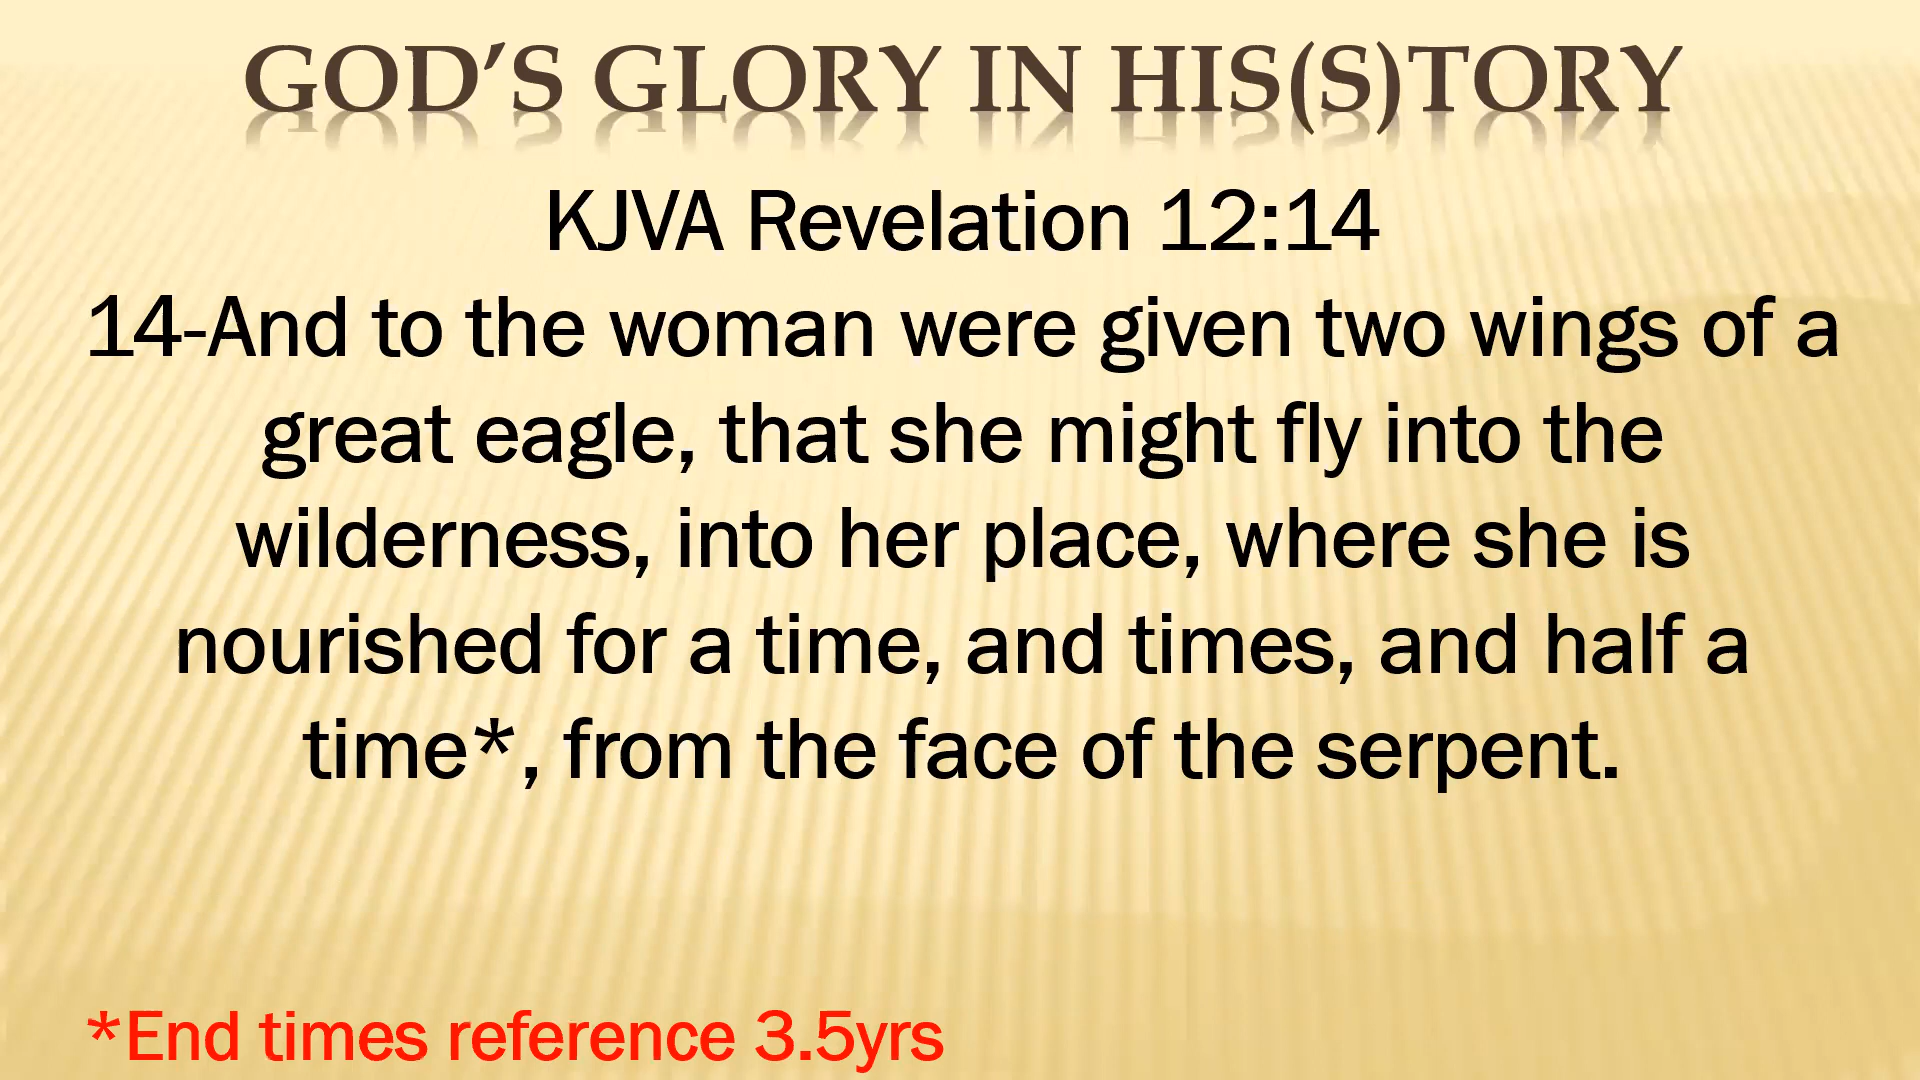 GOD’S GLORY IN HIS(S)TORY
KJVA Revelation 12:14
14-And to the woman were given two wings of a
great eagle, that she might fly into the
wilderness, into her place, where she is
nourished for a time, and times, and half a
time*, from the face of the serpent.
*End times reference 3.5yrs